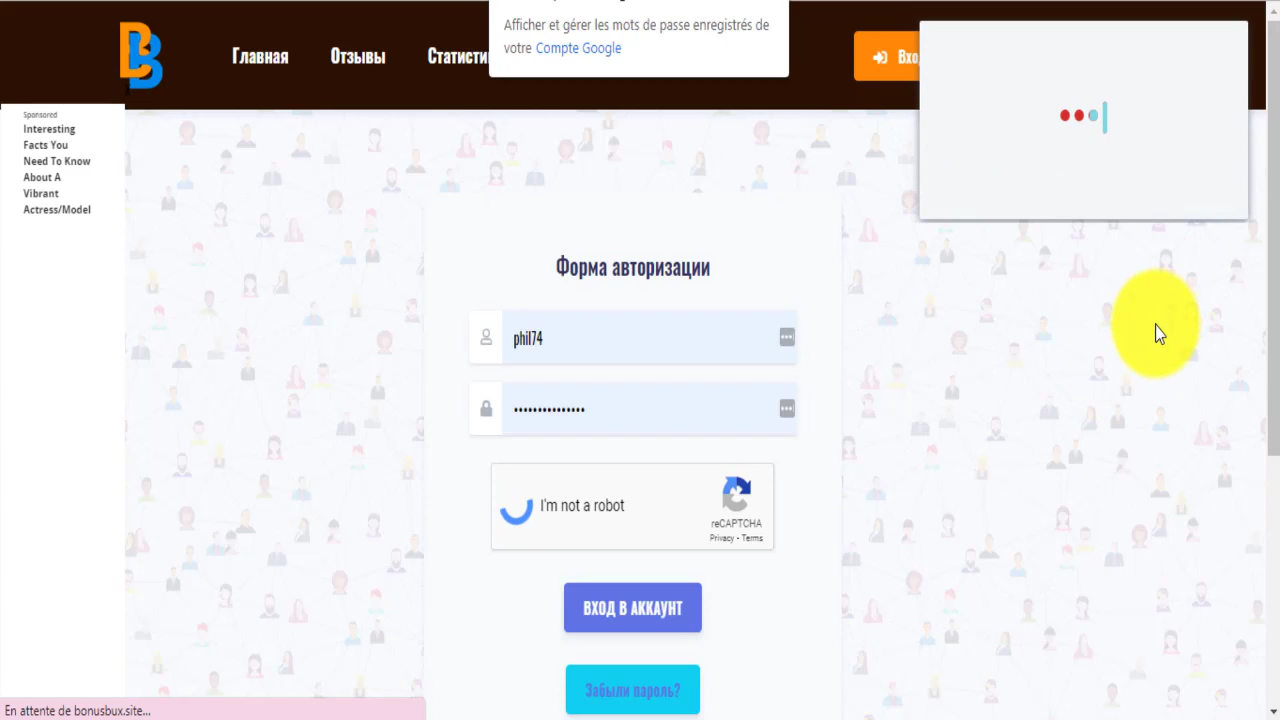 Afficher et gérer les mots de passe enregistrés de
votre Compte Google
Главная
Отзывы
Sponsored
Interesting
Facts You
Need To Know
About A
Vibrant
Actress/Model
Форма авторизации
phil74
I'm not a robot
reCAPTCHA
Privacy - Terms
ВХОД В АККАУНТ
Забыли пароль?
En attente de bonusbux.site...